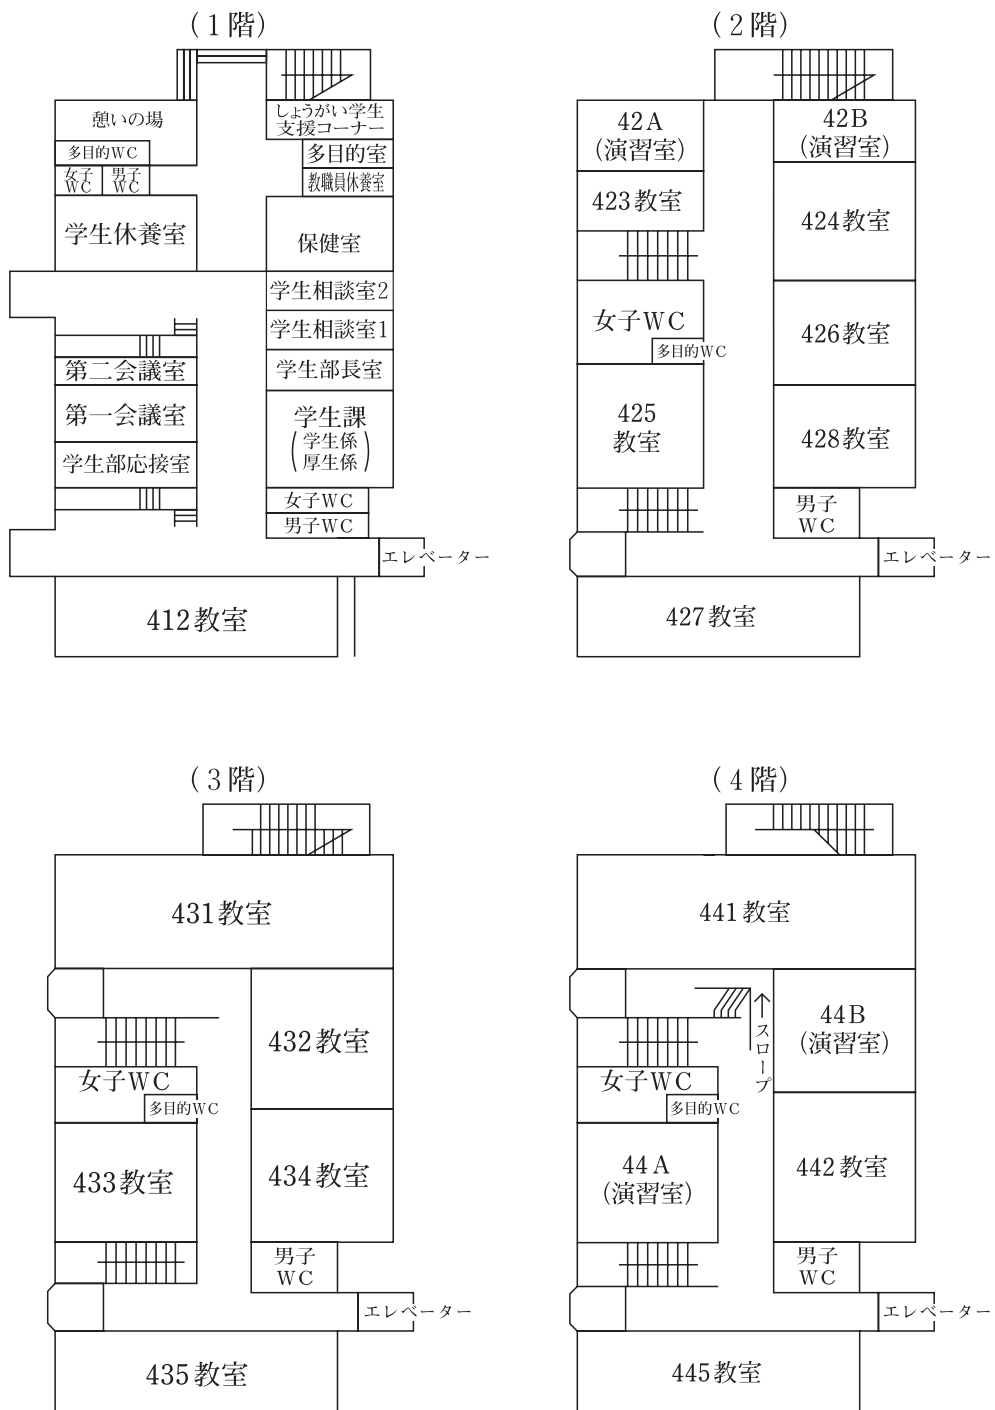 (1階)
憩いの場
多目的WC
女子
WC
男子
WC
学生休養室
第二会議室
第一会議室
学生部応接室
しょうがい学生
支援コーナー
多目的室
教職員休養室
保健室
学生相談室2
学生相談室1
学生部長室
学生課
(学生係
厚生係)
女子WC
男子WC
エレベーター
412教室
(2階)
42A
(演習室)
423教室
女子WC
多目的WC
425
教室
42B
(演習室)
424教室
426教室
428教室
男子
WC
エレベーター
427教室
(3階)
431教室
女子WC
多目的WC
433教室
432教室
434教室
男子
WC
エレベーター
435教室
(4階)
441教室
↑スロープ
女子WC
多目的WC
44A
(演習室)
44B
(演習室)
442教室
男子
WC
エレベーター
445教室